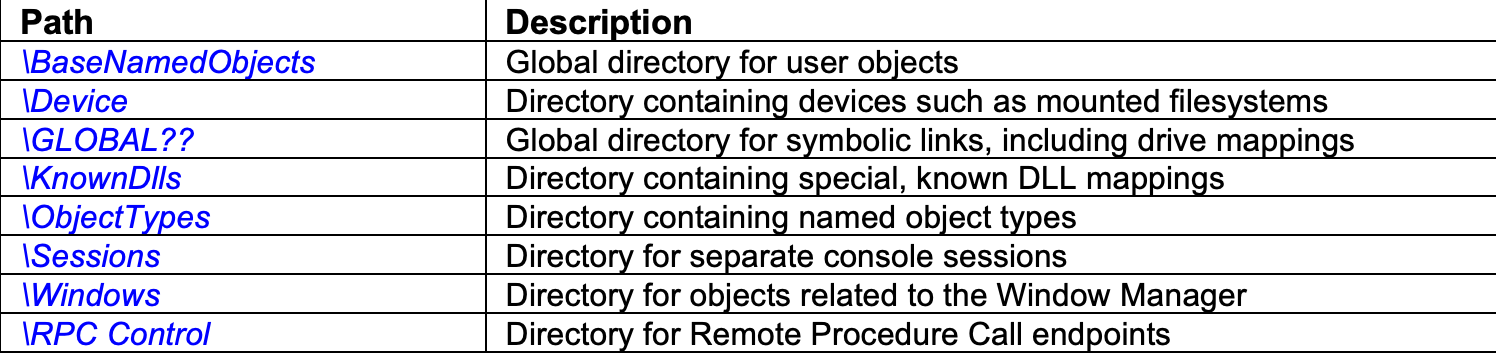 Path Description
\BaseNamedObjects Global directory for user objects
\Device Directory containing devices such as mounted filesystems
\GLOBAL?? Global directory for symbolic links, including drive mappings
\KnownDlls Directory containing special, known DLL mappings
\ObjectTypes Directory containing named object types
\Sessions Directory for separate console sessions
\Windows Directory for objects related to the Window Manager
\RPC Control Directory for Remote Procedure Call endpoints